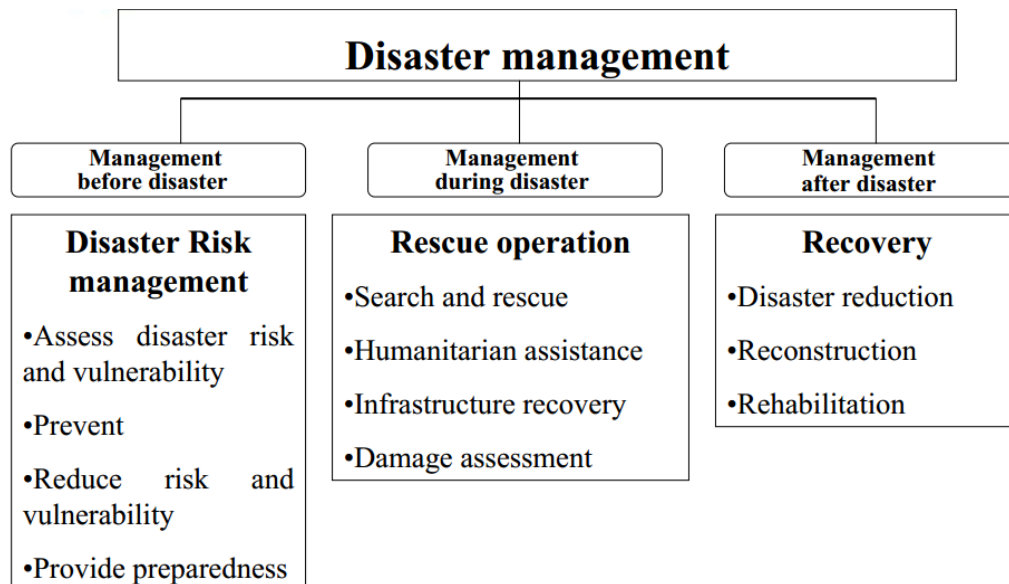 Disaster management
Management
before disaster
Management
during disaster
Management
after disaster
Disaster Risk
management
•Assess disaster risk
and vulnerability
•Prevent
•Reduce risk and
vulnerability
•Provide preparedness
Rescue operation
•Search and rescue
•Humanitarian assistance
•Infrastructure recovery
•Damage assessment
Recovery
•Disaster reduction
•Reconstruction
•Rehabilitation